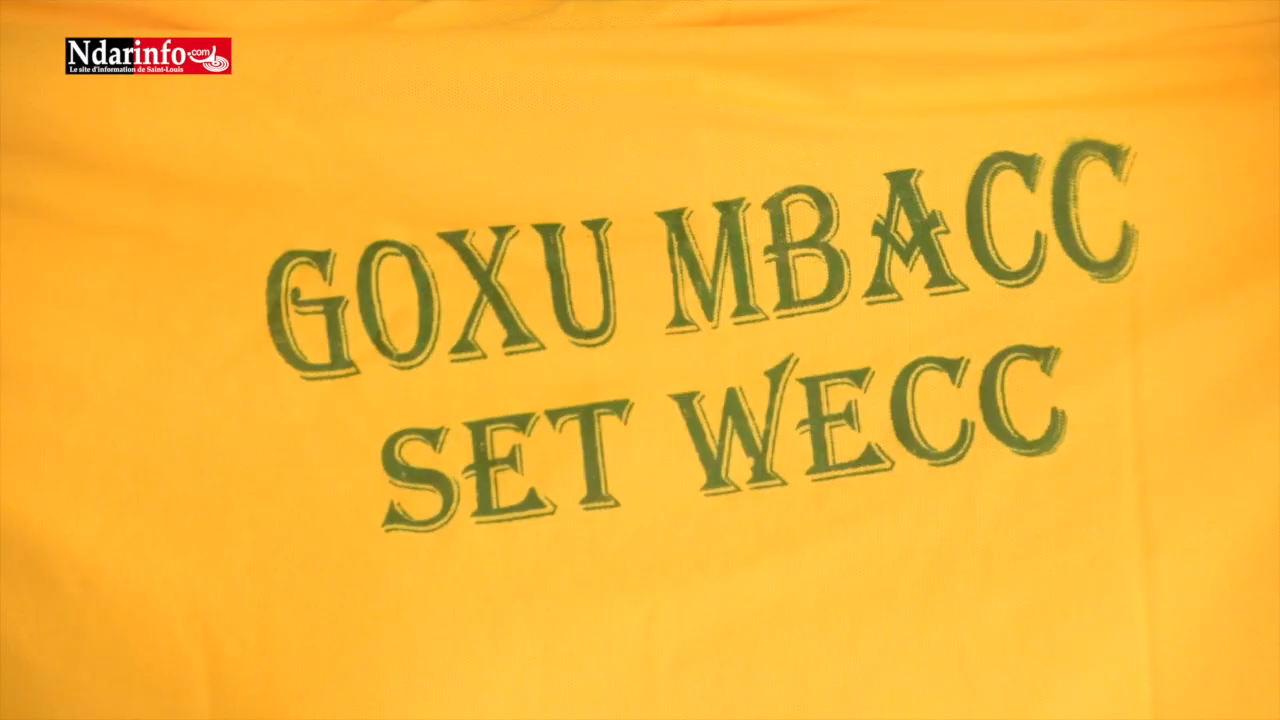 Ndarinfo.com
Le site d'information de Saint-Louis
GOXU MBACC
SET WECC